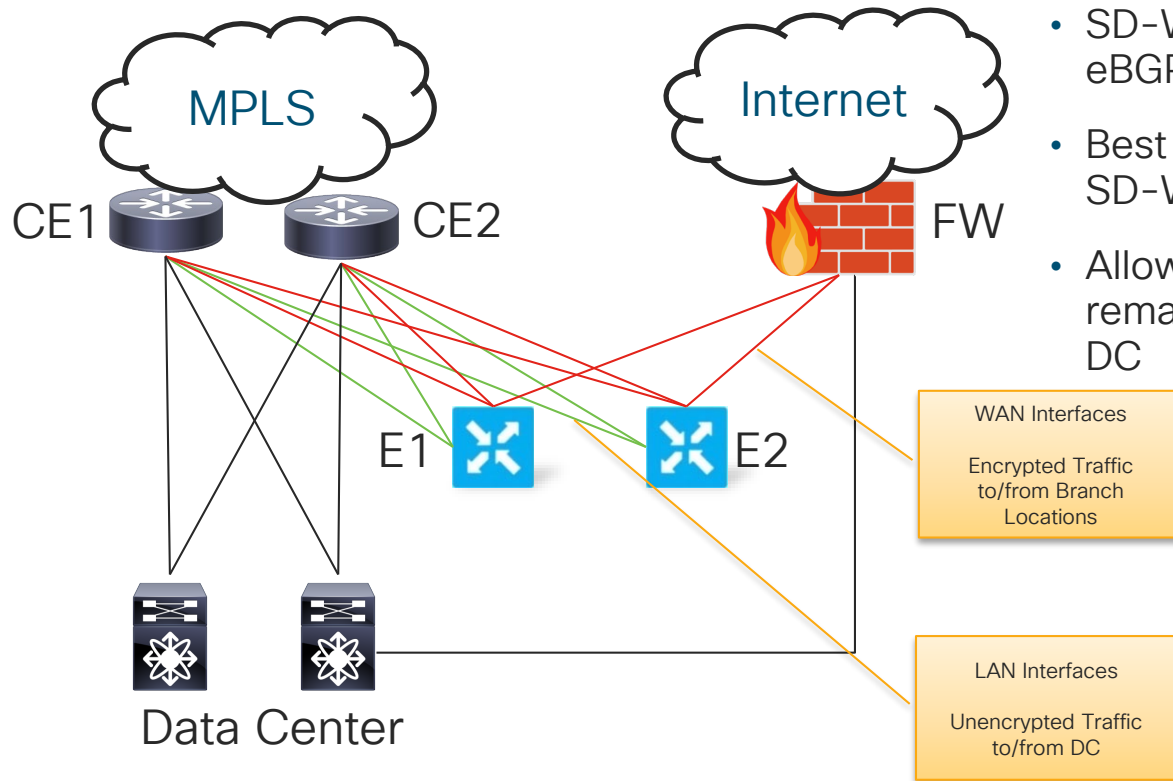 MPLS
Internet
CE1
CE2
FW
E1
E2
Data Center
• SD-
eBGP
• Best
SD-
• Allow
rema
DC
WAN Interfaces
Encrypted Traffic
to/from Branch
Locations
LAN Interfaces
Unencrypted Traffic
to/from DC